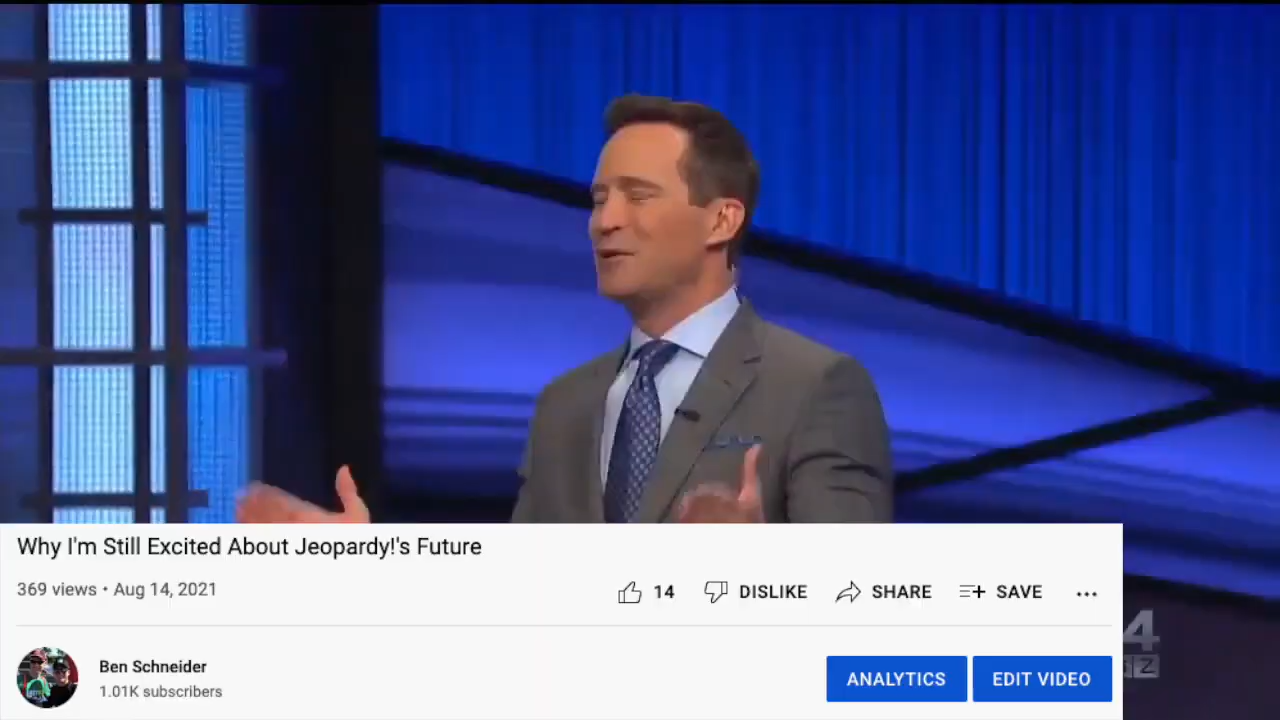 Why I'm Still Excited About Jeopardy!'s Future
369 views • Aug 14, 2021
14 DISLIKE SHARE SAVE
4
Ben Schneider
1.01K subscribers
ANALYTICS EDIT VIDEO